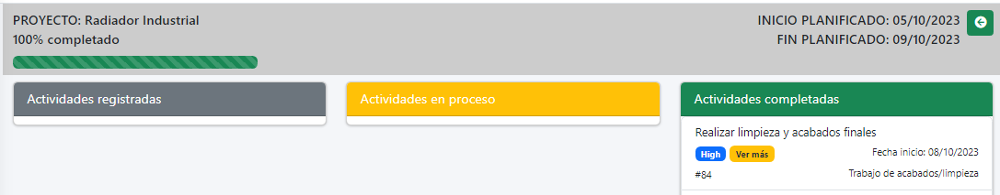 PROYECTO: Radiador Industrial
100% completado
INICIO PLANIFICADO: 05/10/2023
FIN PLANIFICADO: 09/10/2023
Actividades registradas
Actividades en proceso
Actividades completadas
Realizar limpieza y acabados finales
High Ver más Fecha inicio: 08/10/2023
#84 Trabajo de acabados/limpieza